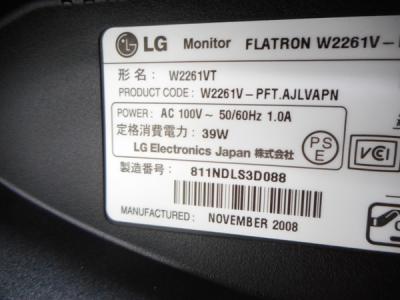 LG Monitor FLATRON W2261V-
形名 : W2261VT
PRODUCT CODE: W2261V-PFT.AJLVAPN
POWER: AC 100V~ 50/60Hz 1.0A
定格消費電力: 39W
LG Electronics Japan 株式会社
PS
E
VCI
製造番号: 811NDLS3D088
MANUFACTURED: NOVEMBER 2008